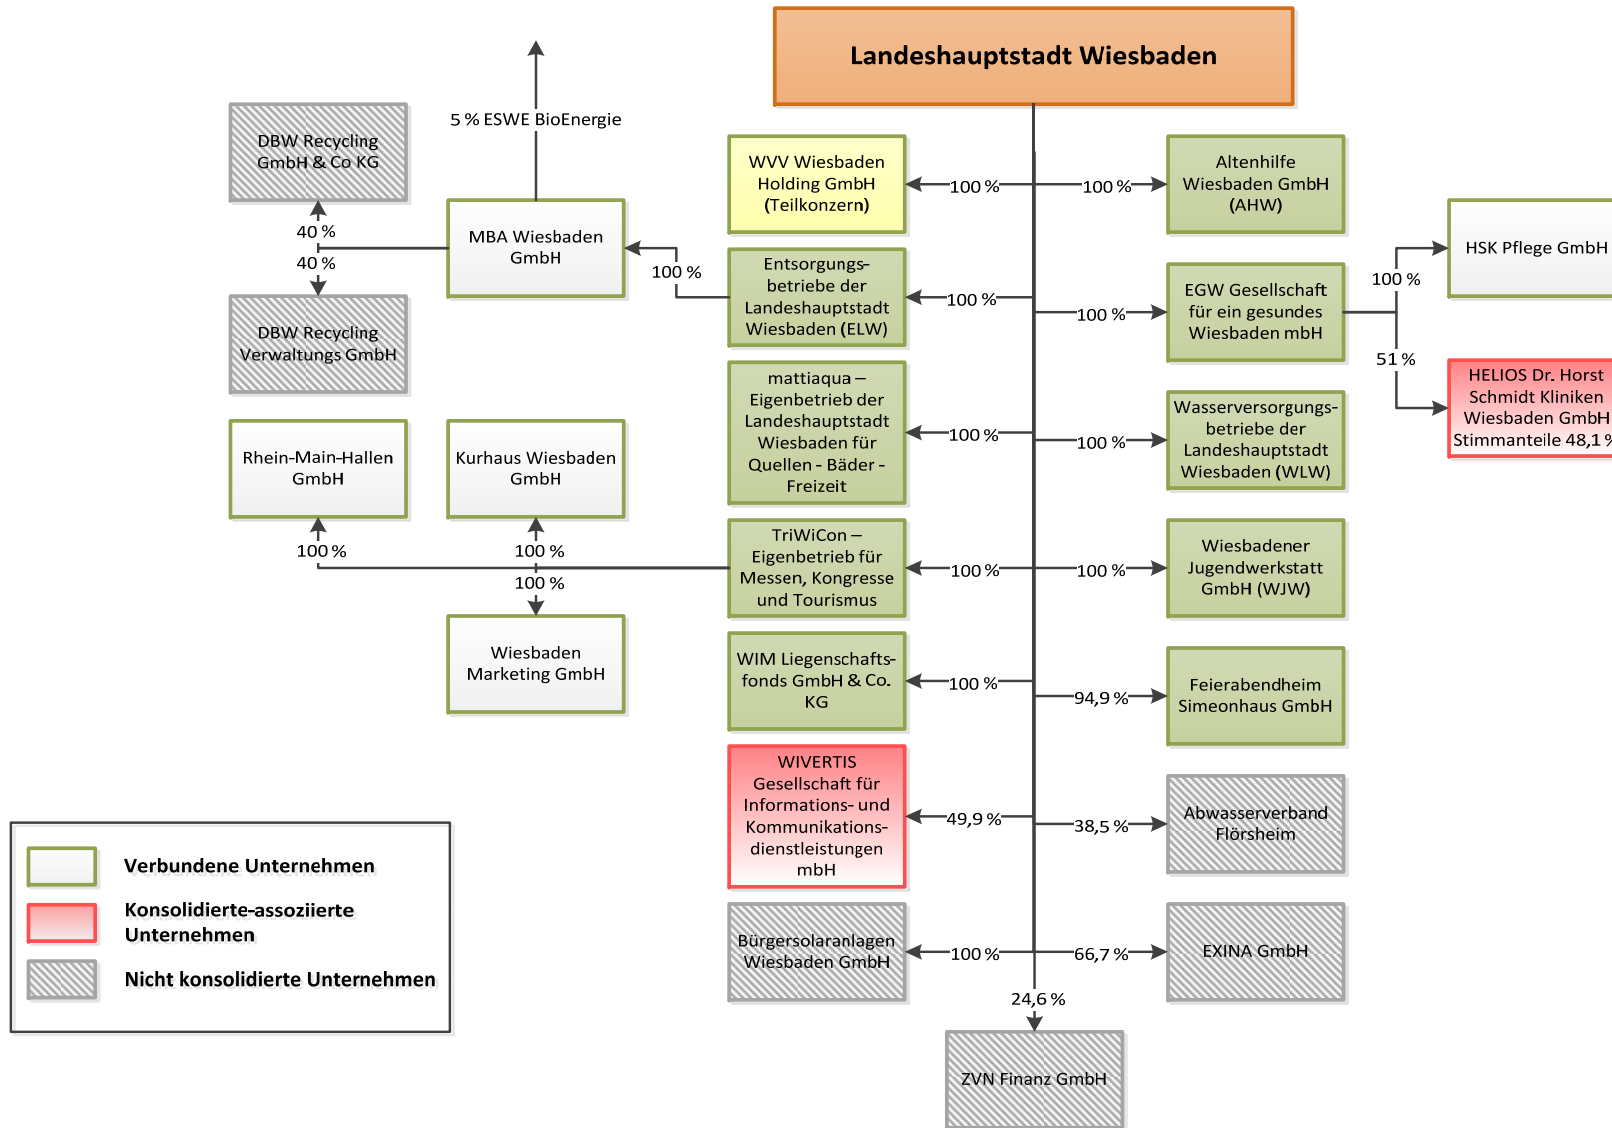 Landeshauptstadt Wiesbaden
5 % ESWE BioEnergie
DBW Recycling
GmbH & Co KG
40 %
40 %
DBW Recycling
Verwaltungs GmbH
MBA Wiesbaden
GmbH
100 %
WVV Wiesbaden
Holding GmbH
(Teilkonzern)
100 %
100 %
Altenhilfe
Wiesbaden GmbH
(AHW)
Entsorgungs-
betriebe der
Landeshauptstadt
Wiesbaden (ELW)
100 %
100 %
EGW Gesellschaft
für ein gesundes
Wiesbaden mbH
100 %
51 %
HSK Pflege GmbH
HELIOS Dr. Horst
Schmidt Kliniken
Wiesbaden GmbH
Stimmanteile 48,1 %
mattiaqua –
Eigenbetrieb der
Landeshauptstadt
Wiesbaden für
Quellen - Bäder -
Freizeit
100 %
100 %
Wasserversorgungs-
betriebe der
Landeshauptstadt
Wiesbaden (WLW)
Rhein-Main-Hallen
GmbH
Kurhaus Wiesbaden
GmbH
100 %
100 %
100 %
Wiesbaden
Marketing GmbH
TriWiCon –
Eigenbetrieb für
Messen, Kongresse
und Tourismus
100 %
100 %
Wiesbadener
Jugendwerkstatt
GmbH (WJW)
WIM Liegenschafts-
fonds GmbH & Co.
KG
100 %
94,9 %
Feierabendheim
Simeonhaus GmbH
WIVERTIS
Gesellschaft für
Informations- und
Kommunikations-
dienstleistungen
mbH
49,9 %
38,5 %
Abwasserverband
Flörsheim
Bürgersolaranlagen
Wiesbaden GmbH
100 %
66,7 %
EXINA GmbH
24,6 %
ZVN Finanz GmbH
Verbundene Unternehmen
Konsolidierte-assoziierte
Unternehmen
Nicht konsolidierte Unternehmen